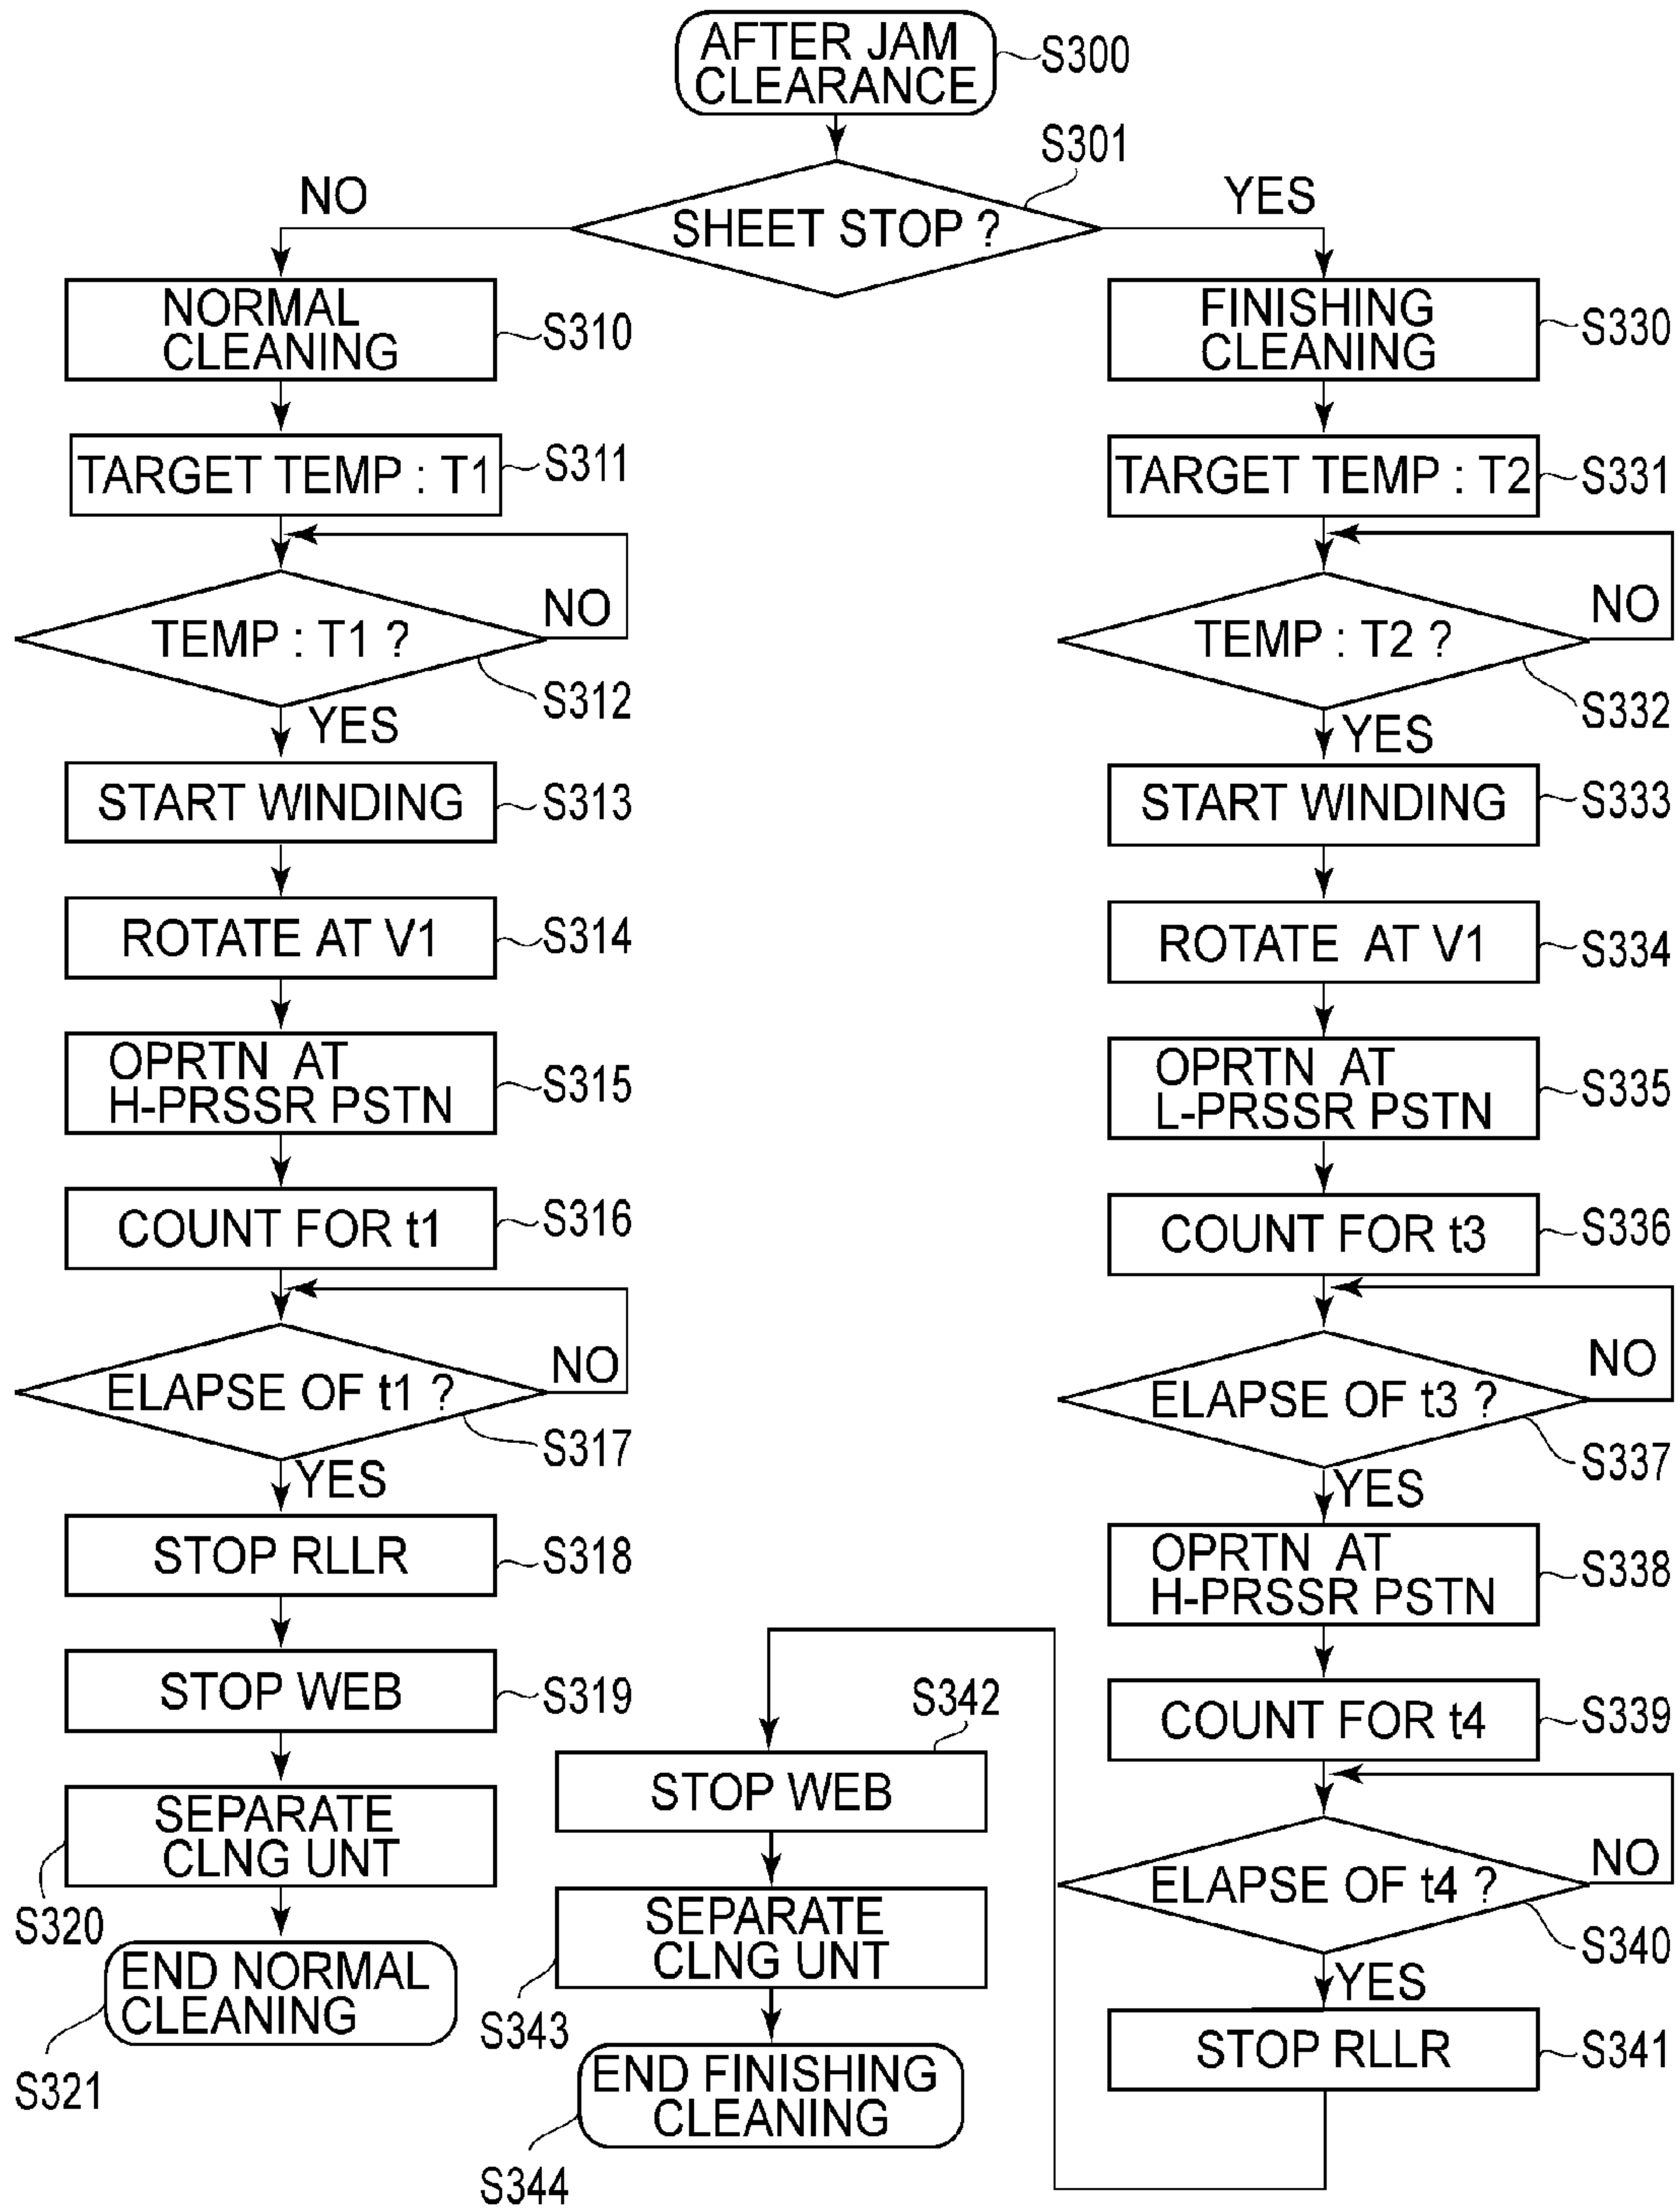 AFTER JAM
CLEARANCE
S300
S301
SHEET STOP ?
NO
YES
NORMAL
CLEANING
S310
TARGET TEMP : T1
S311
TEMP : T1 ?
NO
S312
YES
START WINDING
S313
ROTATE AT V1
S314
OPRTN AT
H-PRSSR PSTN
S315
COUNT FOR t1
S316
ELAPSE OF t1 ?
NO
S317
YES
STOP RLLR
S318
STOP WEB
S319
SEPARATE
CLNG UNT
S320
END NORMAL
CLEANING
S321
FINISHING
CLEANING
S330
TARGET TEMP : T2
S331
TEMP : T2 ?
NO
S332
YES
START WINDING
S333
ROTATE AT V1
S334
OPRTN AT
L-PRSSR PSTN
S335
COUNT FOR t3
S336
ELAPSE OF t3 ?
NO
S337
YES
OPRTN AT
H-PRSSR PSTN
S338
COUNT FOR t4
S339
ELAPSE OF t4 ?
NO
S340
YES
STOP RLLR
S341
S342
STOP WEB
SEPARATE
CLNG UNT
S343
END FINISHING
CLEANING
S344